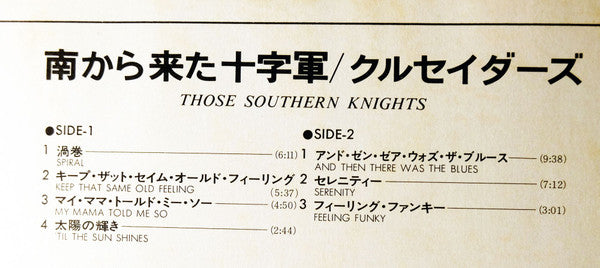 南から来た十字軍/クルセイダーズ
THOSE SOUTHERN KNIGHTS
●SIDE-1
1 渦巻 (6:11)
SPIRAL
2 キープ・ザット・セイム・オールド・フィーリング
KEEP THAT SAME OLD FEELING (5:37)
3 マイ・ママ・トールド・ミー・ソー (4:50)
MY MAMA TOLD ME SO
4 太陽の輝き (2:44)
'TIL THE SUN SHINES
●SIDE-2
1 アンド・ゼン・ゼア・ウォズ・ザ・ブルース (9:38)
AND THEN THERE WAS THE BLUES
2 セレニティー (7:12)
SERENITY
3 フィーリング・ファンキー (3:01)
FEELING FUNKY